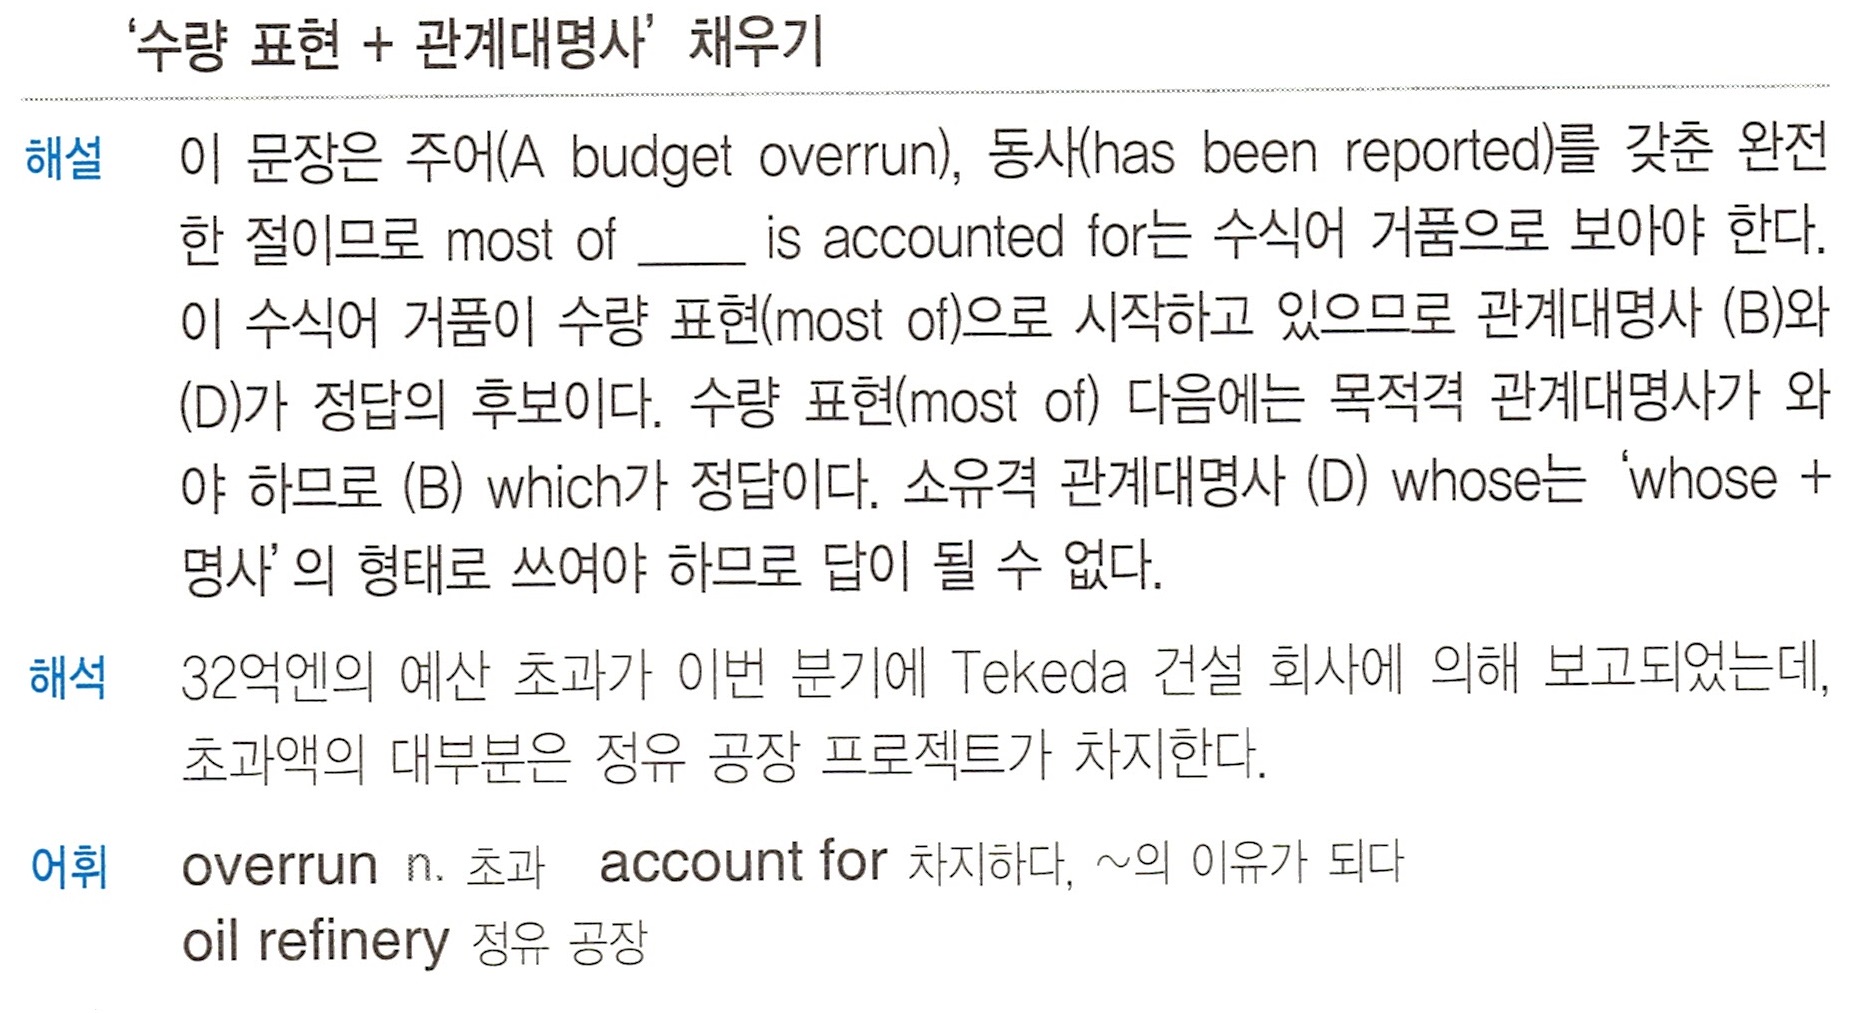 ‘수량 표현 + 관계대명사’ 채우기
해설 이 문장은 주어(A budget overrun), 동사(has been reported)를 갖춘 완전
한 절이므로 most of ____ is accounted for는 수식어 거품으로 보아야 한다.
이 수식어 거품이 수량 표현(most of)으로 시작하고 있으므로 관계대명사 (B)와
(D)가 정답의 후보이다. 수량 표현(most of) 다음에는 목적격 관계대명사가 와
야 하므로 (B) which가 정답이다. 소유격 관계대명사 (D) whose는 ‘whose +
명사’의 형태로 쓰여야 하므로 답이 될 수 없다.
해석 32억엔의 예산 초과가 이번 분기에 Tekeda 건설 회사에 의해 보고되었는데,
초과액의 대부분은 정유 공장 프로젝트가 차지한다.
어휘 overrun n. 초과 account for 차지하다, ~의 이유가 되다
oil refinery 정유 공장